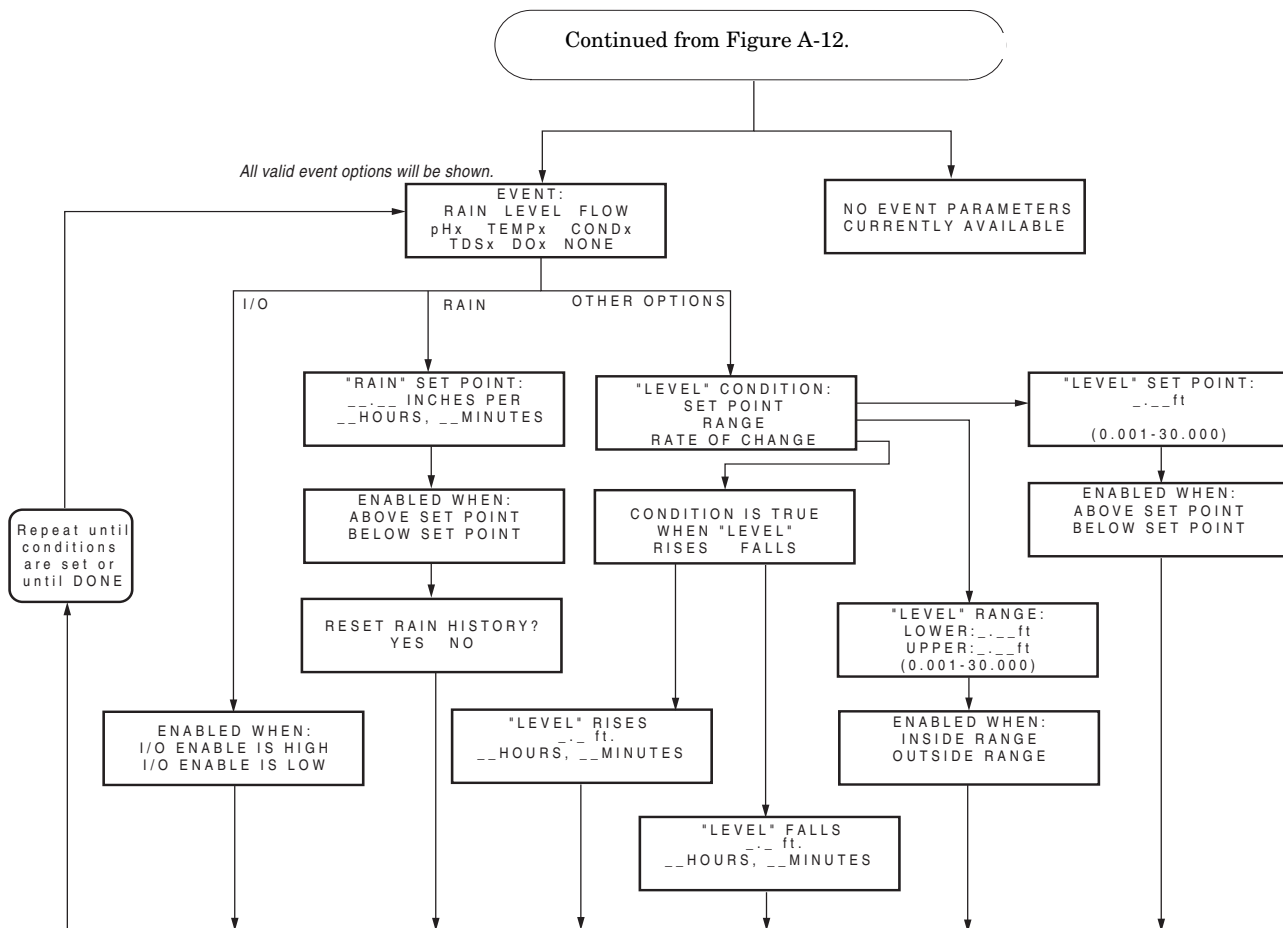 Continued from Figure A-12.
All valid event options will be shown.
EVENT:
RAIN LEVEL FLOW
pHx TEMPx CONDx
TDSx DOx NONE
NO EVENT PARAMETERS
CURRENTLY AVAILABLE
I/O
RAIN
OTHER OPTIONS
"RAIN" SET POINT:
__.__ INCHES PER
__HOURS, __MINUTES
"LEVEL" CONDITION:
SET POINT
RANGE
RATE OF CHANGE
"LEVEL" SET POINT:
_.__ft
(0.001-30.000)
ENABLED WHEN:
ABOVE SET POINT
BELOW SET POINT
CONDITION IS TRUE
WHEN "LEVEL"
RISES FALLS
ENABLED WHEN:
ABOVE SET POINT
BELOW SET POINT
Repeat until
conditions
are set or
until DONE
RESET RAIN HISTORY?
YES NO
"LEVEL" RANGE:
LOWER:_.__ft
UPPER:_.__ft
(0.001-30.000)
ENABLED WHEN:
I/O ENABLE IS HIGH
I/O ENABLE IS LOW
"LEVEL" RISES
_._ ft.
__HOURS, __MINUTES
ENABLED WHEN:
INSIDE RANGE
OUTSIDE RANGE
"LEVEL" FALLS
_._ ft.
__HOURS, __MINUTES